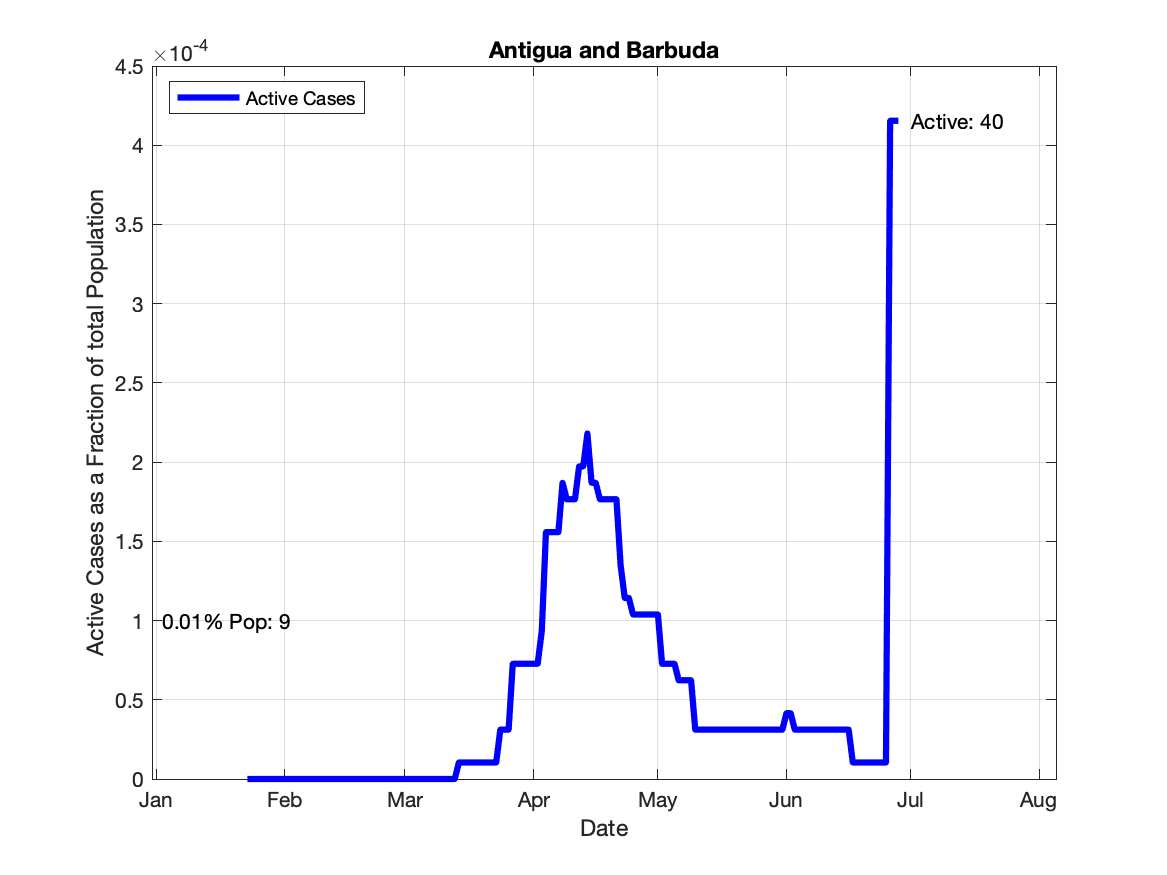 Antigua and Barbuda
×10-4
4.5
4
3.5
3
2.5
2
1.5
1
0.5
0
Active Cases as a Fraction of total Population
Active Cases
Active: 40
0.01% Pop: 9
Jan Feb Mar Apr May Jun Jul Aug
Date